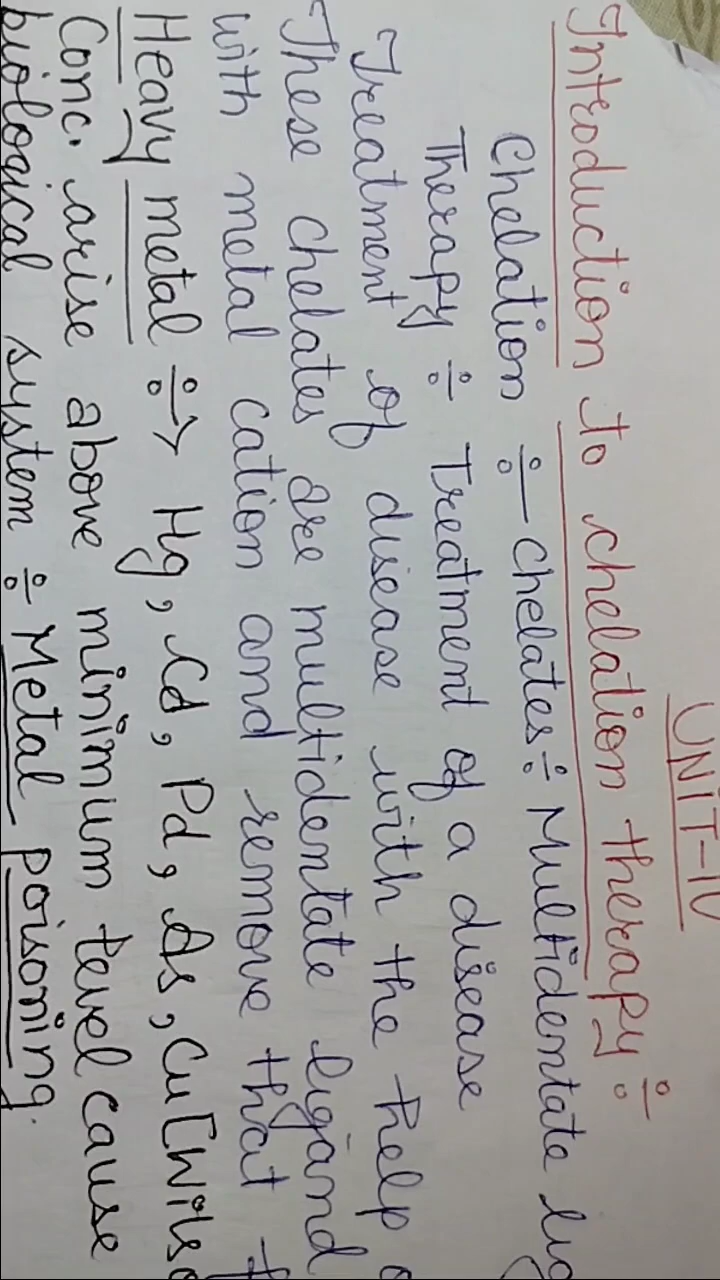 UNIT-IV
Introduction to chelation therapy ÷
Chelation ÷ Chelates ÷ Multidentate lig
Therapy ÷ Treatment of a disease
Treatment of disease with the help o
These chelates are multidentate ligand
with metal cation and remove that
Heavy metal ÷→ Hg, Cd, Pd, As, Cu [Wilso
Conc. arise above minimum level cause
biological system ÷ Metal poisoning.